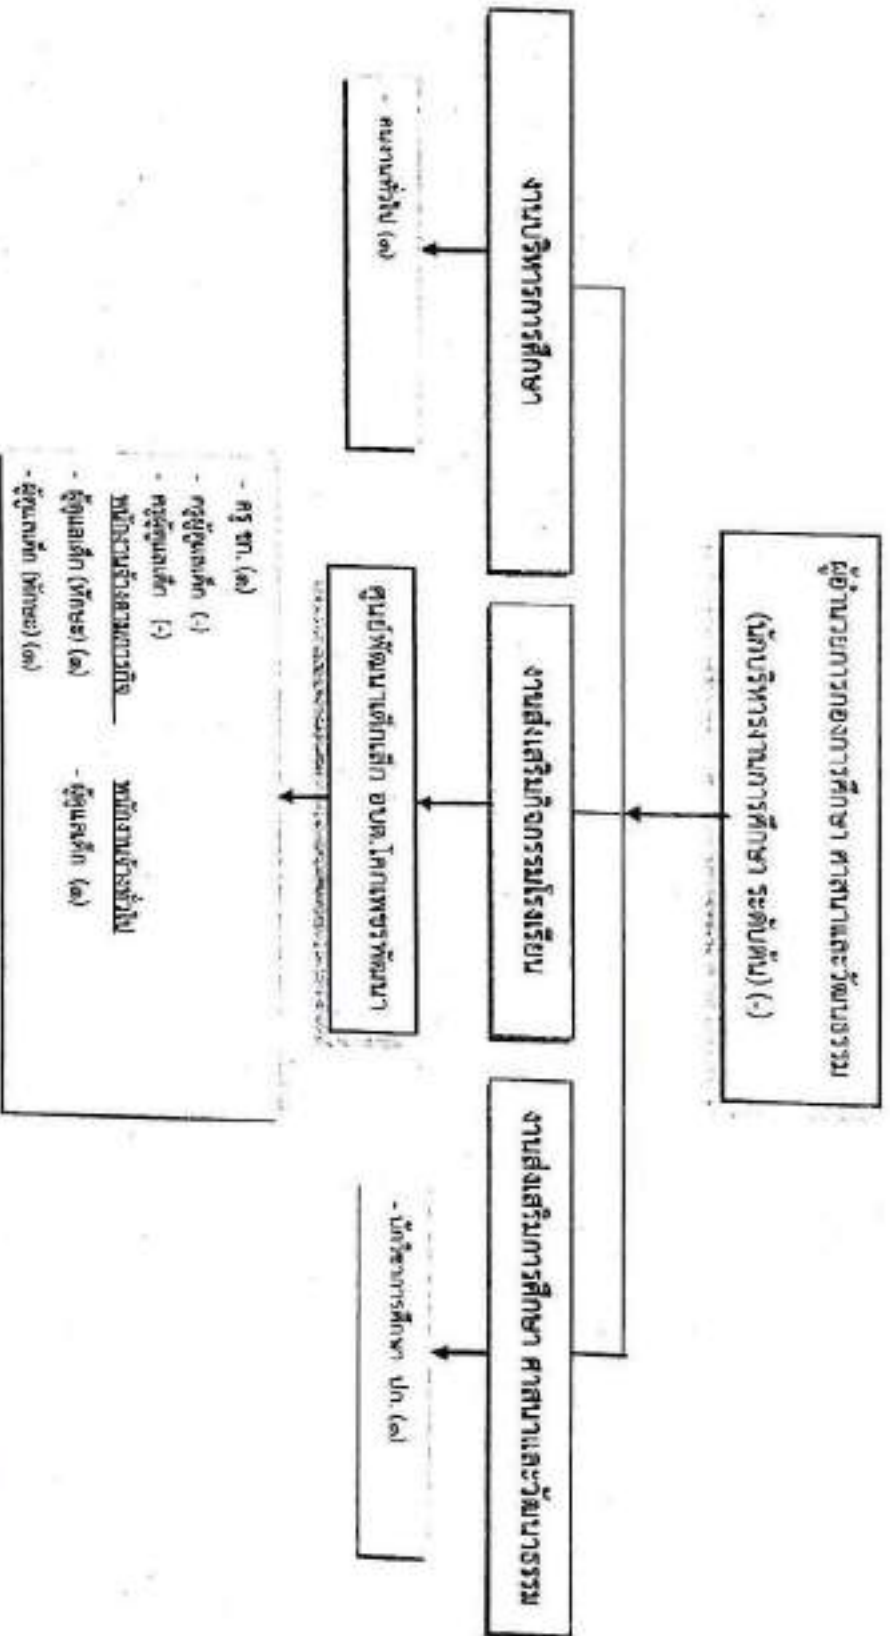 ผู้อำนวยการกองการศึกษา ศาสนาและวัฒนธรรม
(นักบริหารงานการศึกษา ระดับต้น) (-)
งานบริหารการศึกษา
- คนงานทั่วไป (๑)
งานส่งเสริมกิจกรรมโรงเรียน
ศูนย์พัฒนาเด็กเล็ก อบต.โคกเพชรพัฒนา
- ครู ชก. (๑)
- ครูผู้ดูแลเด็ก (-)
- ครูผู้ดูแลเด็ก (-)
พนักงานจ้างตามภารกิจ
- ผู้ดูแลเด็ก (ทักษะ) (๑)
- ผู้ดูแลเด็ก (ทักษะ) (๑)
พนักงานจ้างทั่วไป
- ผู้ดูแลเด็ก (๑)
งานส่งเสริมการศึกษา ศาสนาและวัฒนาธรรม
- นักวิชาการศึกษา ปก. (๑)